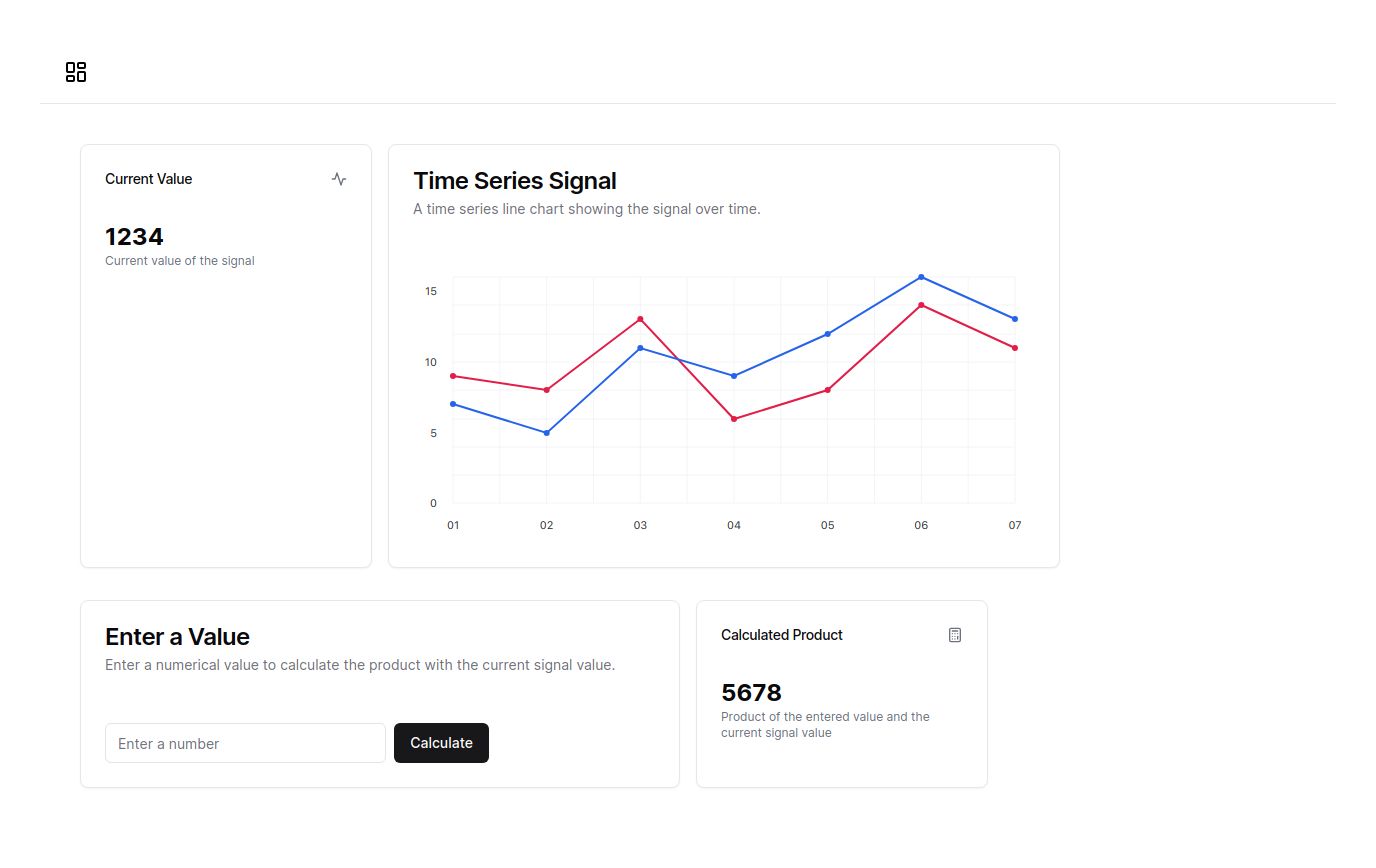 Current Value
1234
Current value of the signal
Time Series Signal
A time series line chart showing the signal over time.
15
10
5
0
01 02 03 04 05 06 07
Enter a Value
Enter a numerical value to calculate the product with the current signal value.
Enter a number
Calculate
Calculated Product
5678
Product of the entered value and the
current signal value